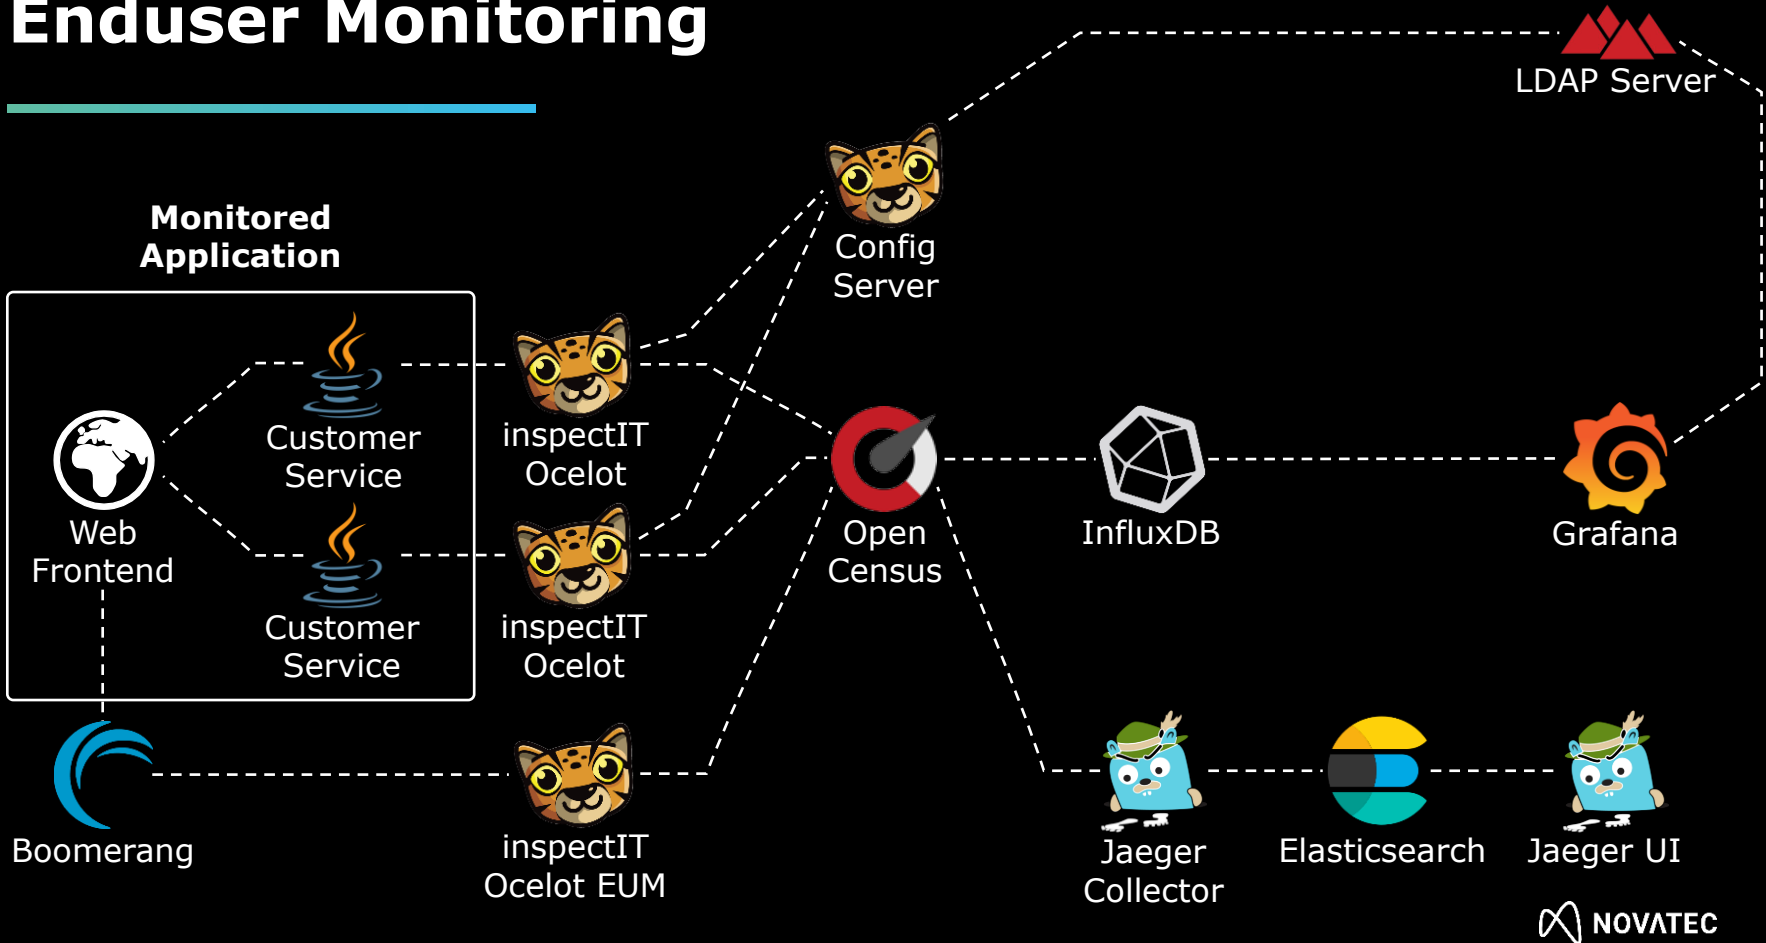 Enduser Monitoring
LDAP Server
Monitored
Application
Config
Server
Customer
Service
inspectIT
Ocelot
Web
Frontend
Open
Census
InfluxDB
Grafana
Customer
Service
inspectIT
Ocelot
Boomerang
inspectIT
Ocelot EUM
Jaeger
Collector
Elasticsearch
Jaeger UI
NOVATEC